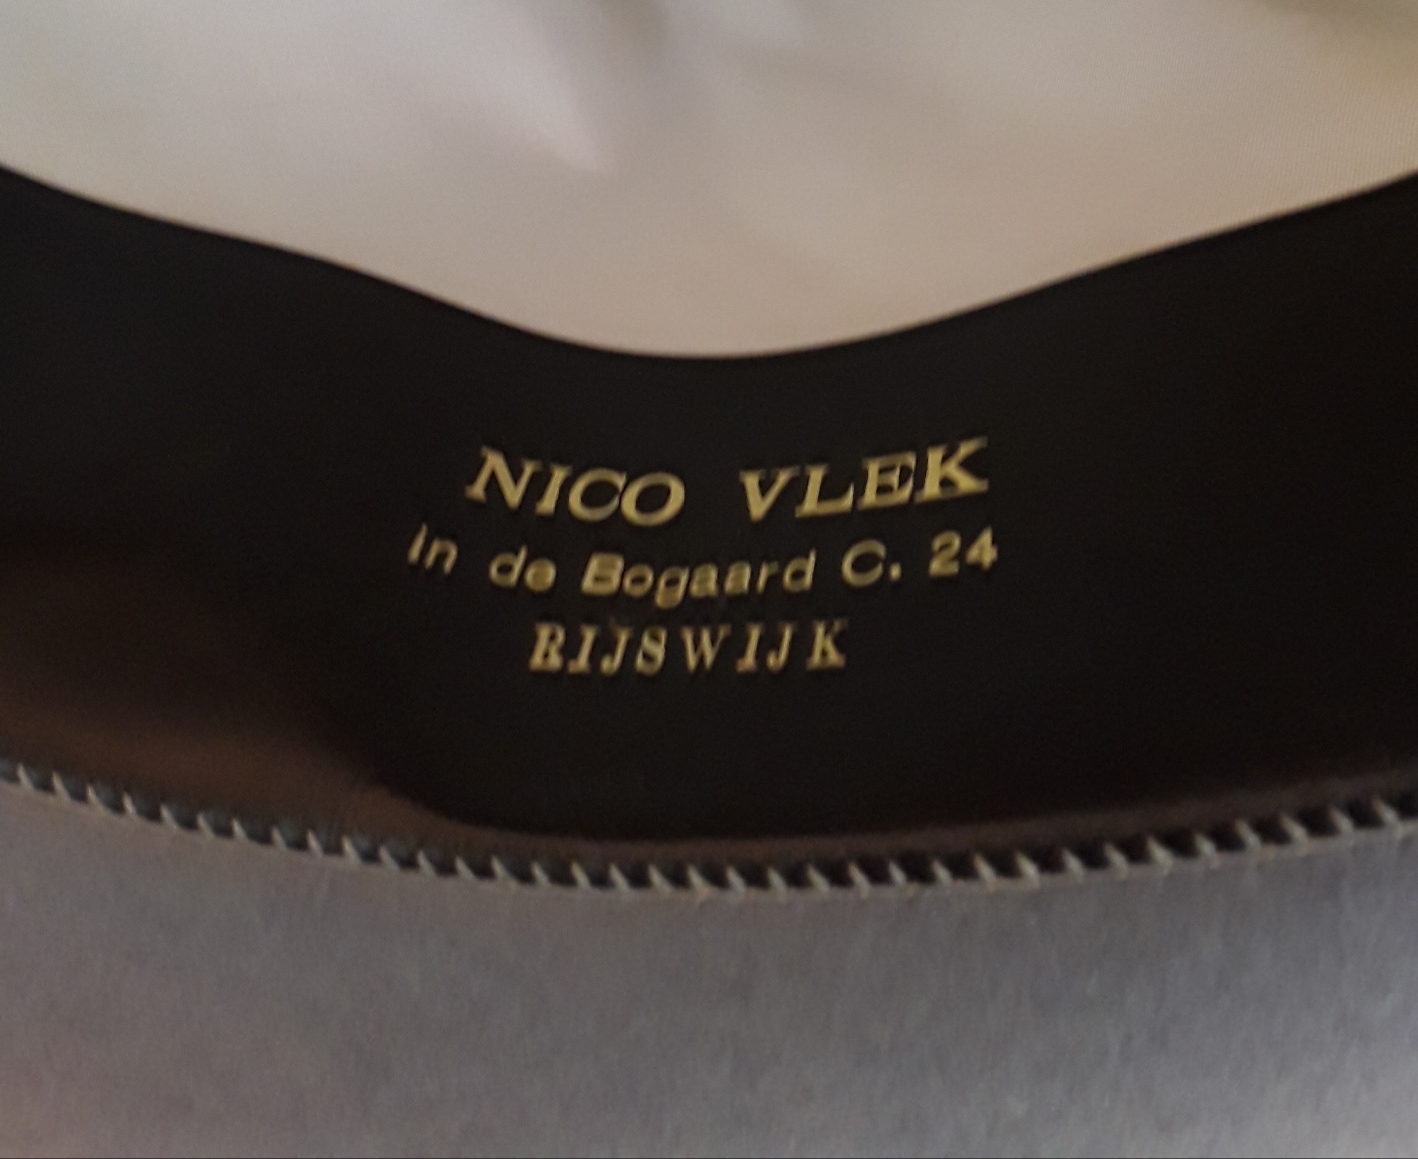 NICO VLEK
In de Bogaard C. 24
RIJSWIJK